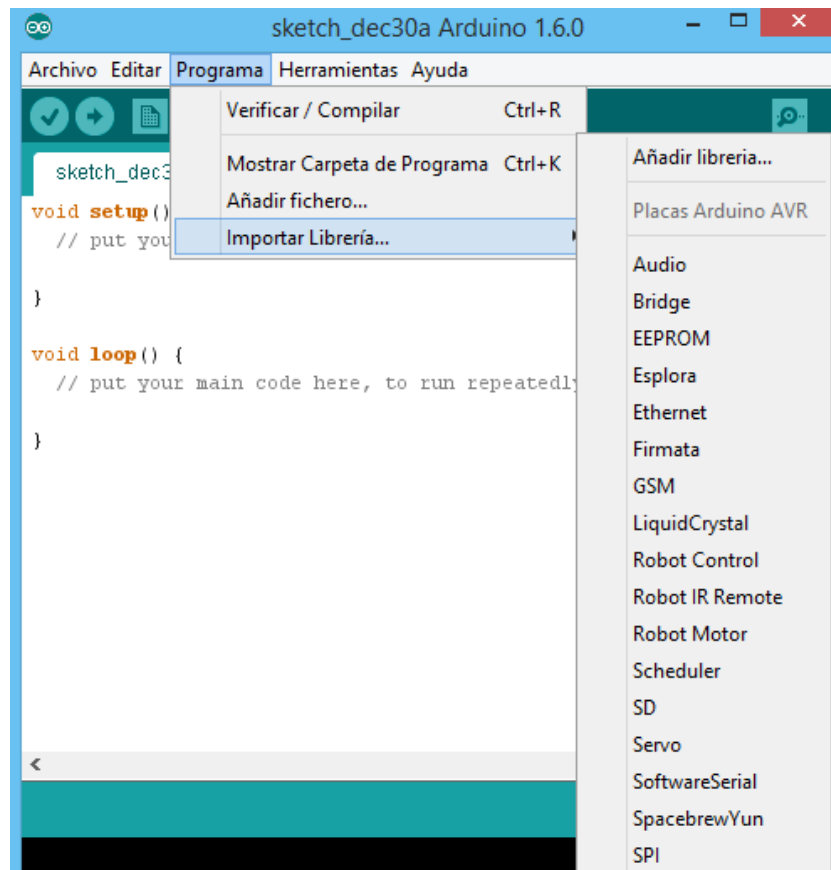 sketch_dec30a Arduino 1.6.0
Archivo Editar Programa Herramientas Ayuda
Verificar / Compilar Ctrl+R
Mostrar Carpeta de Programa Ctrl+K
Añadir fichero...
Importar Librería...
sketch_dec3
void setup()
// put you
}
void loop() {
// put your main code here, to run repeatedly
}
Añadir libreria...
Placas Arduino AVR
Audio
Bridge
EEPROM
Esplora
Ethernet
Firmata
GSM
LiquidCrystal
Robot Control
Robot IR Remote
Robot Motor
Scheduler
SD
Servo
SoftwareSerial
SpacebrewYun
SPI